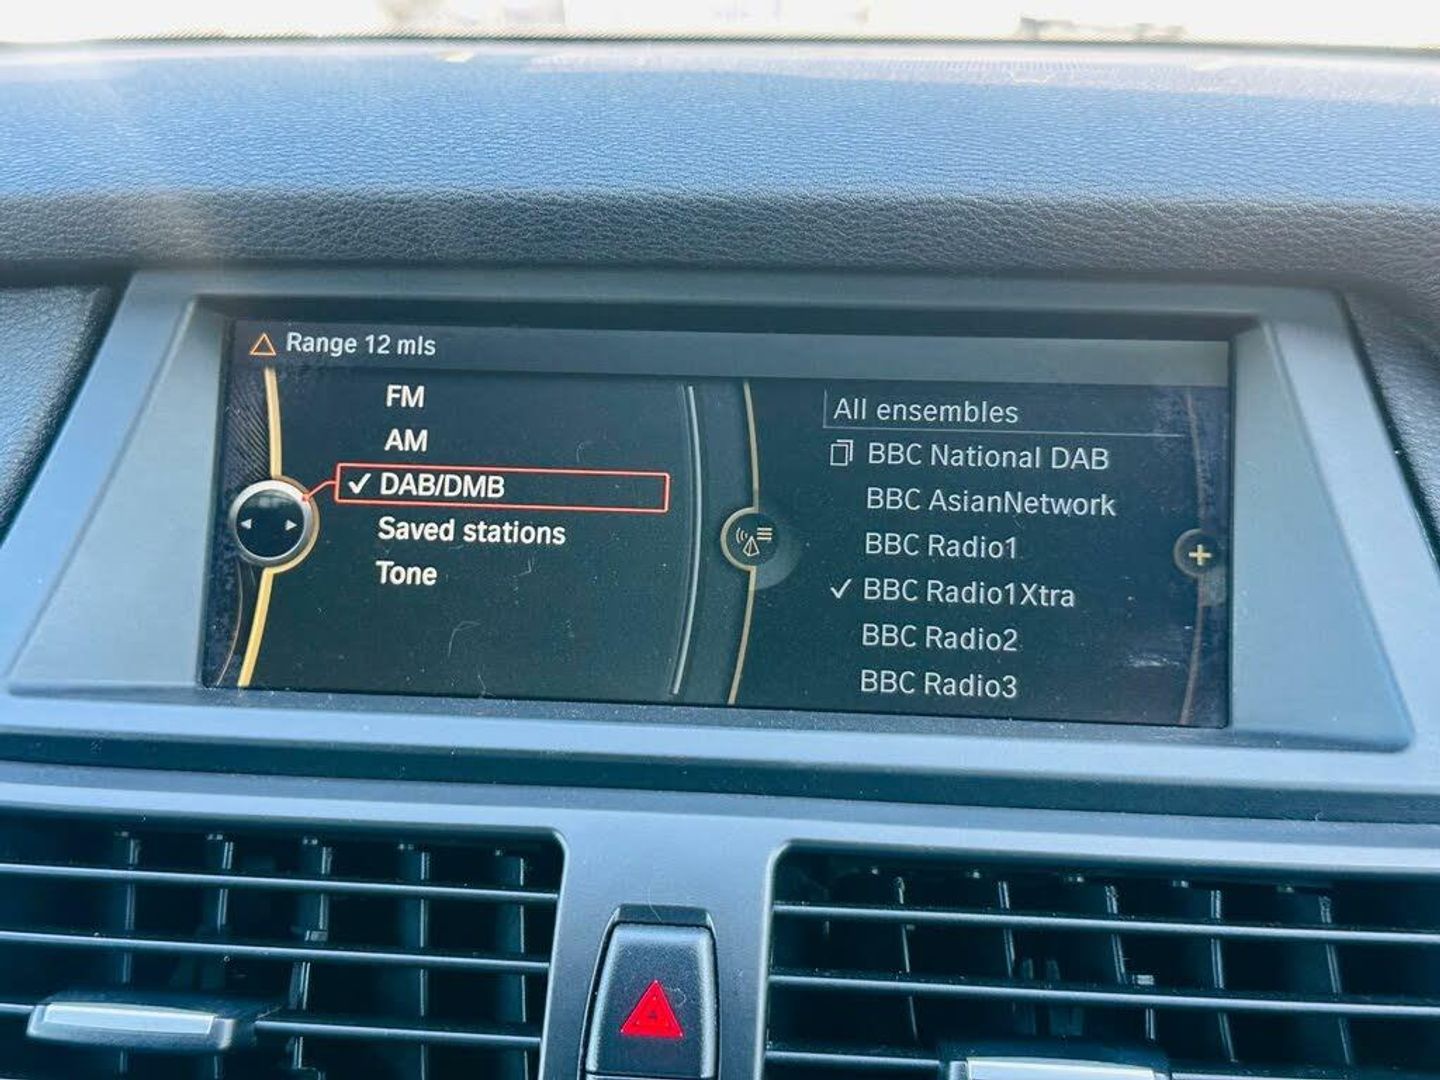 Range 12 mls
FM
AM
✓ DAB/DMB
Saved stations
Tone
All ensembles
BBC National DAB
BBC AsianNetwork
BBC Radio1
✓ BBC Radio1Xtra
BBC Radio2
BBC Radio3